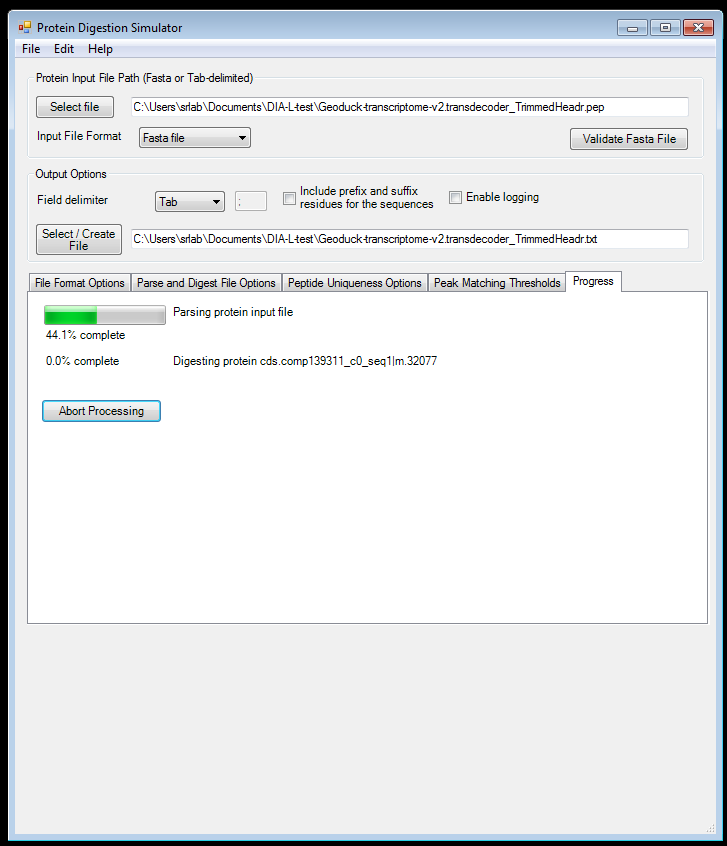 Protein Digestion Simulator
File Edit Help
Protein Input File Path (Fasta or Tab-delimited)
Select file C:\Users\srlab\Documents\DIA-L-test\Geoduck-transcriptome-v2.transdecoder_TrimmedHeadr.pep
Input File Format Fasta file Validate Fasta File
Output Options
Field delimiter Tab ; Include prefix and suffix
residues for the sequences Enable logging
Select / Create
File C:\Users\srlab\Documents\DIA-L-test\Geoduck-transcriptome-v2.transdecoder_TrimmedHeadr.txt
File Format Options Parse and Digest File Options Peptide Uniqueness Options Peak Matching Thresholds Progress
Parsing protein input file
44.1% complete
0.0% complete Digesting protein cds.comp139311_c0_seq1|m.32077
Abort Processing